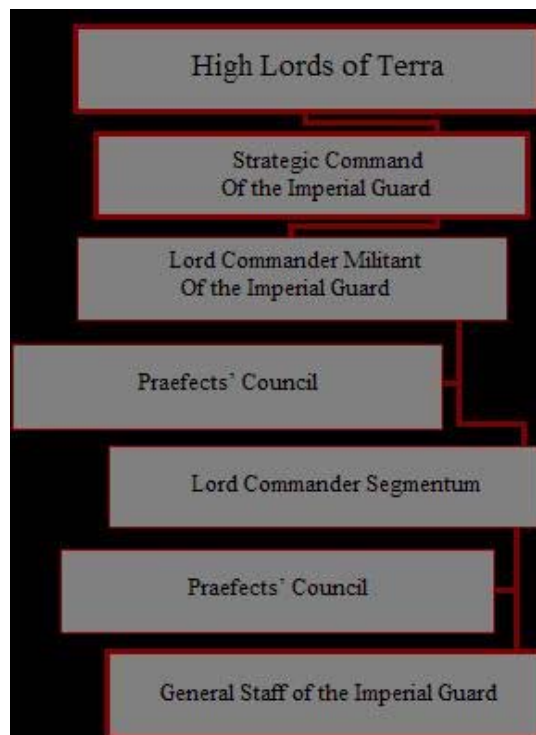 High Lords of Terra
Strategic Command
Of the Imperial Guard
Lord Commander Militant
Of the Imperial Guard
Praefects’ Council
Lord Commander Segmentum
Praefects’ Council
General Staff of the Imperial Guard